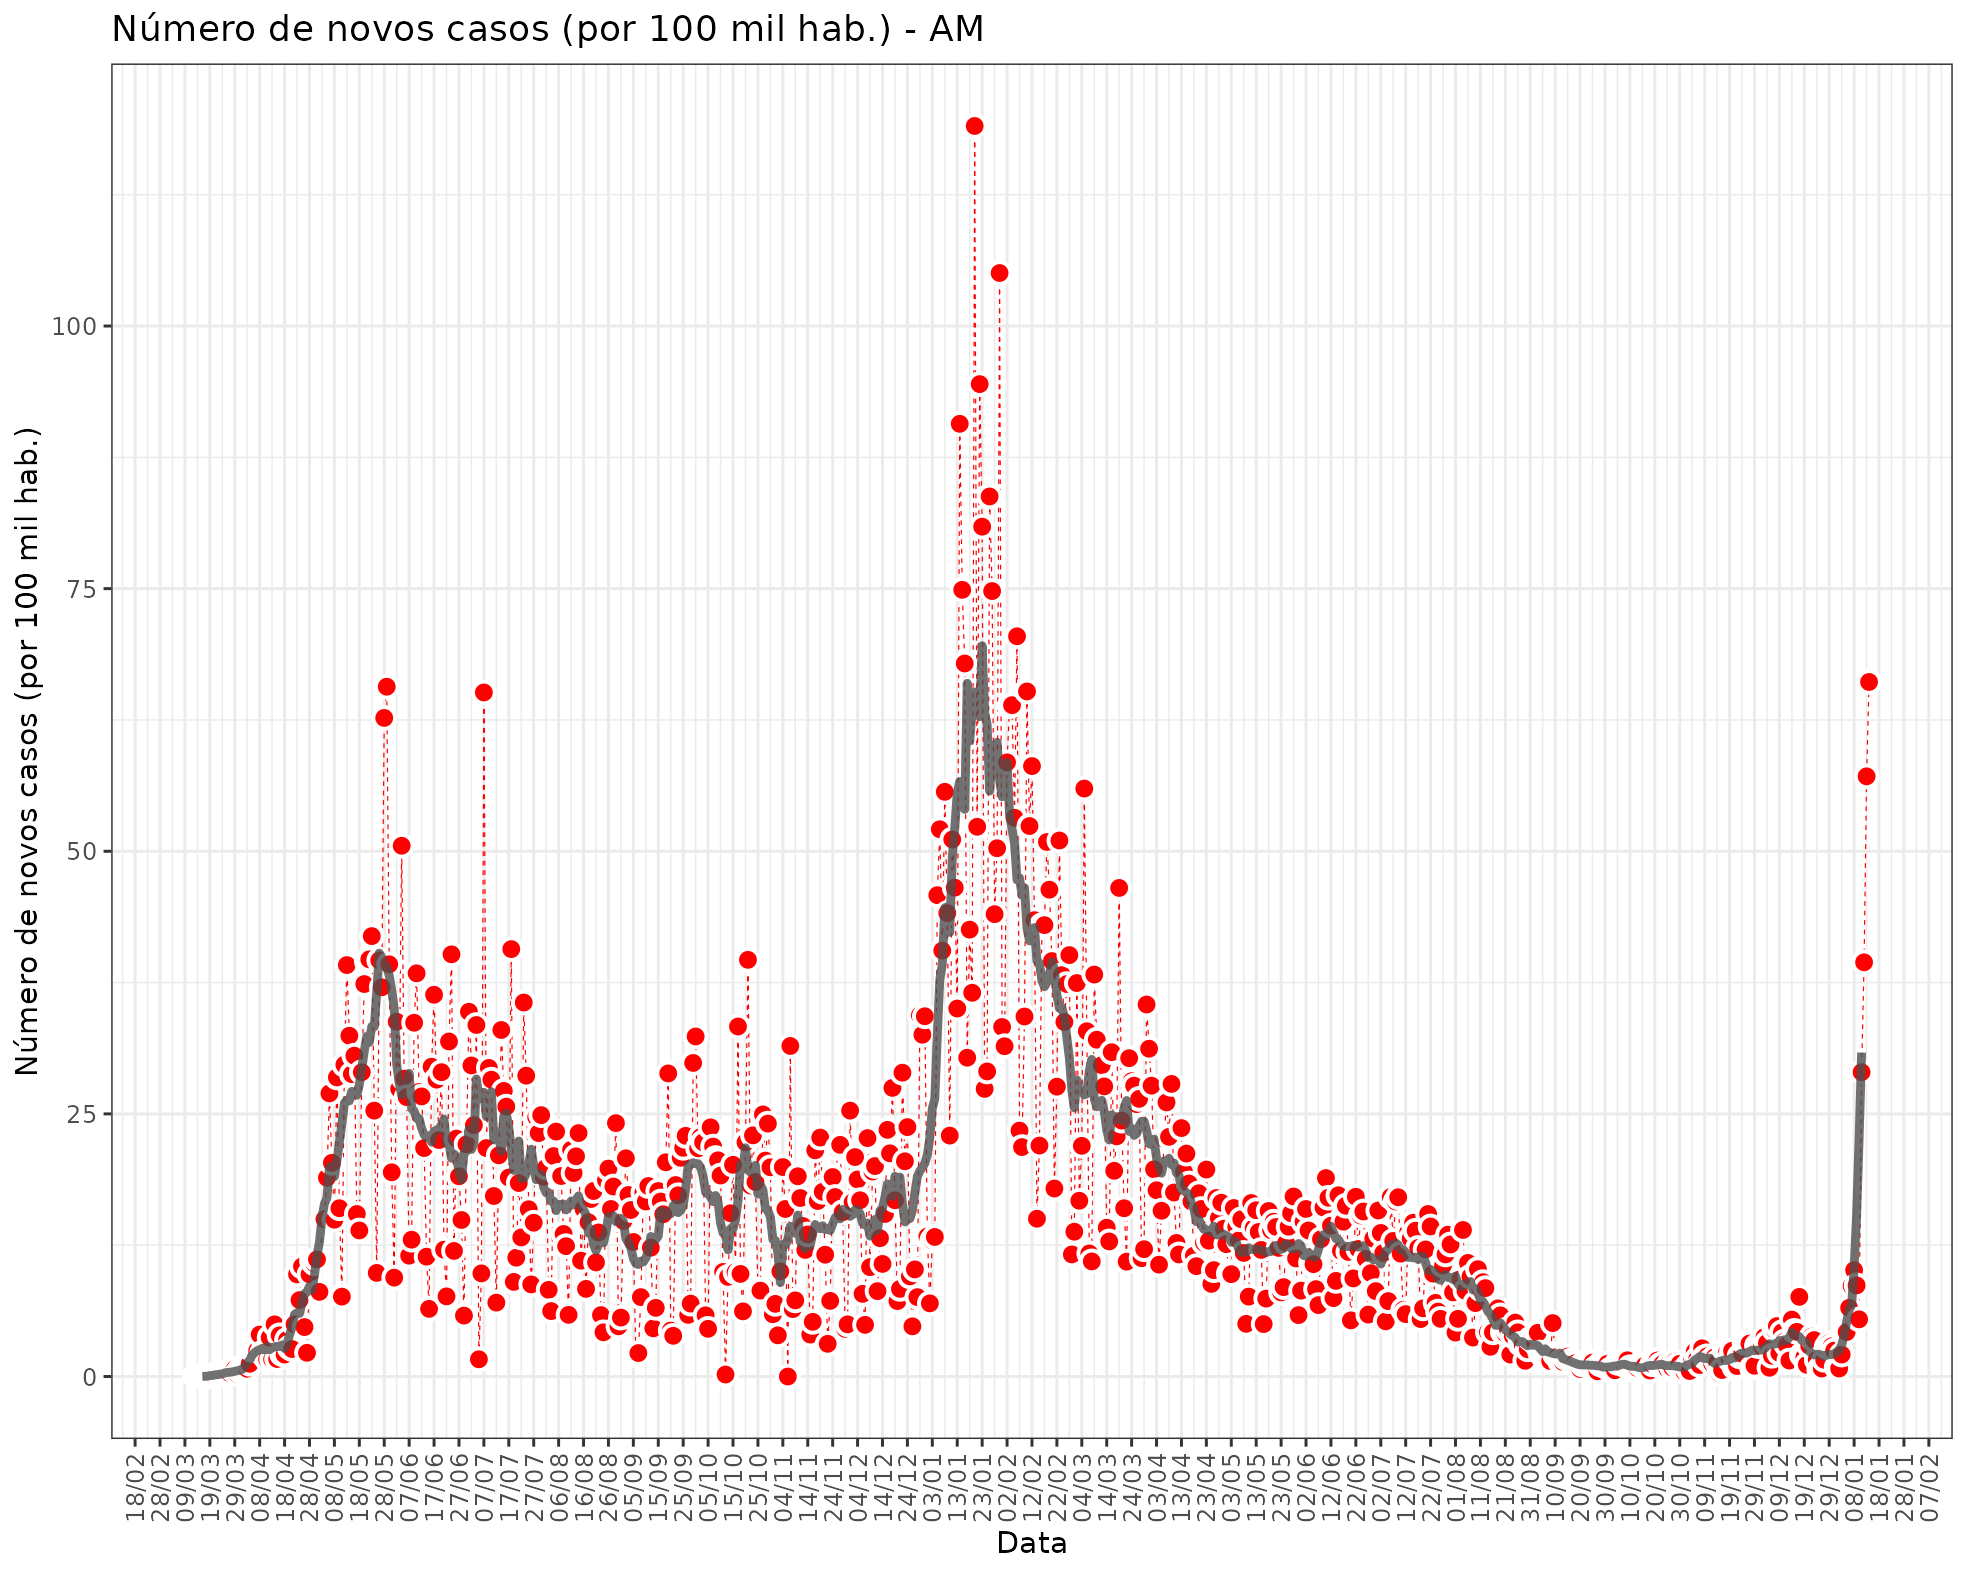 Número de novos casos (por 100 mil hab.) - AM
Número de novos casos (por 100 mil hab.)
100
75
50
25
0
18/02 28/02 09/03 19/03 29/03 08/04 18/04 28/04 08/05 18/05 28/05 07/06 17/06 27/06 07/07 17/07 27/07 06/08 16/08 26/08 05/09 15/09 25/09 05/10 15/10 25/10 04/11 14/11 24/11 04/12 14/12 24/12 03/01 13/01 23/01 02/02 12/02 22/02 04/03 14/03 24/03 03/04 13/04 23/04 03/05 13/05 23/05 02/06 12/06 22/06 02/07 12/07 22/07 01/08 11/08 21/08 31/08 10/09 20/09 30/09 10/10 20/10 30/10 09/11 19/11 29/11 09/12 19/12 29/12 08/01 18/01 28/01 07/02
Data